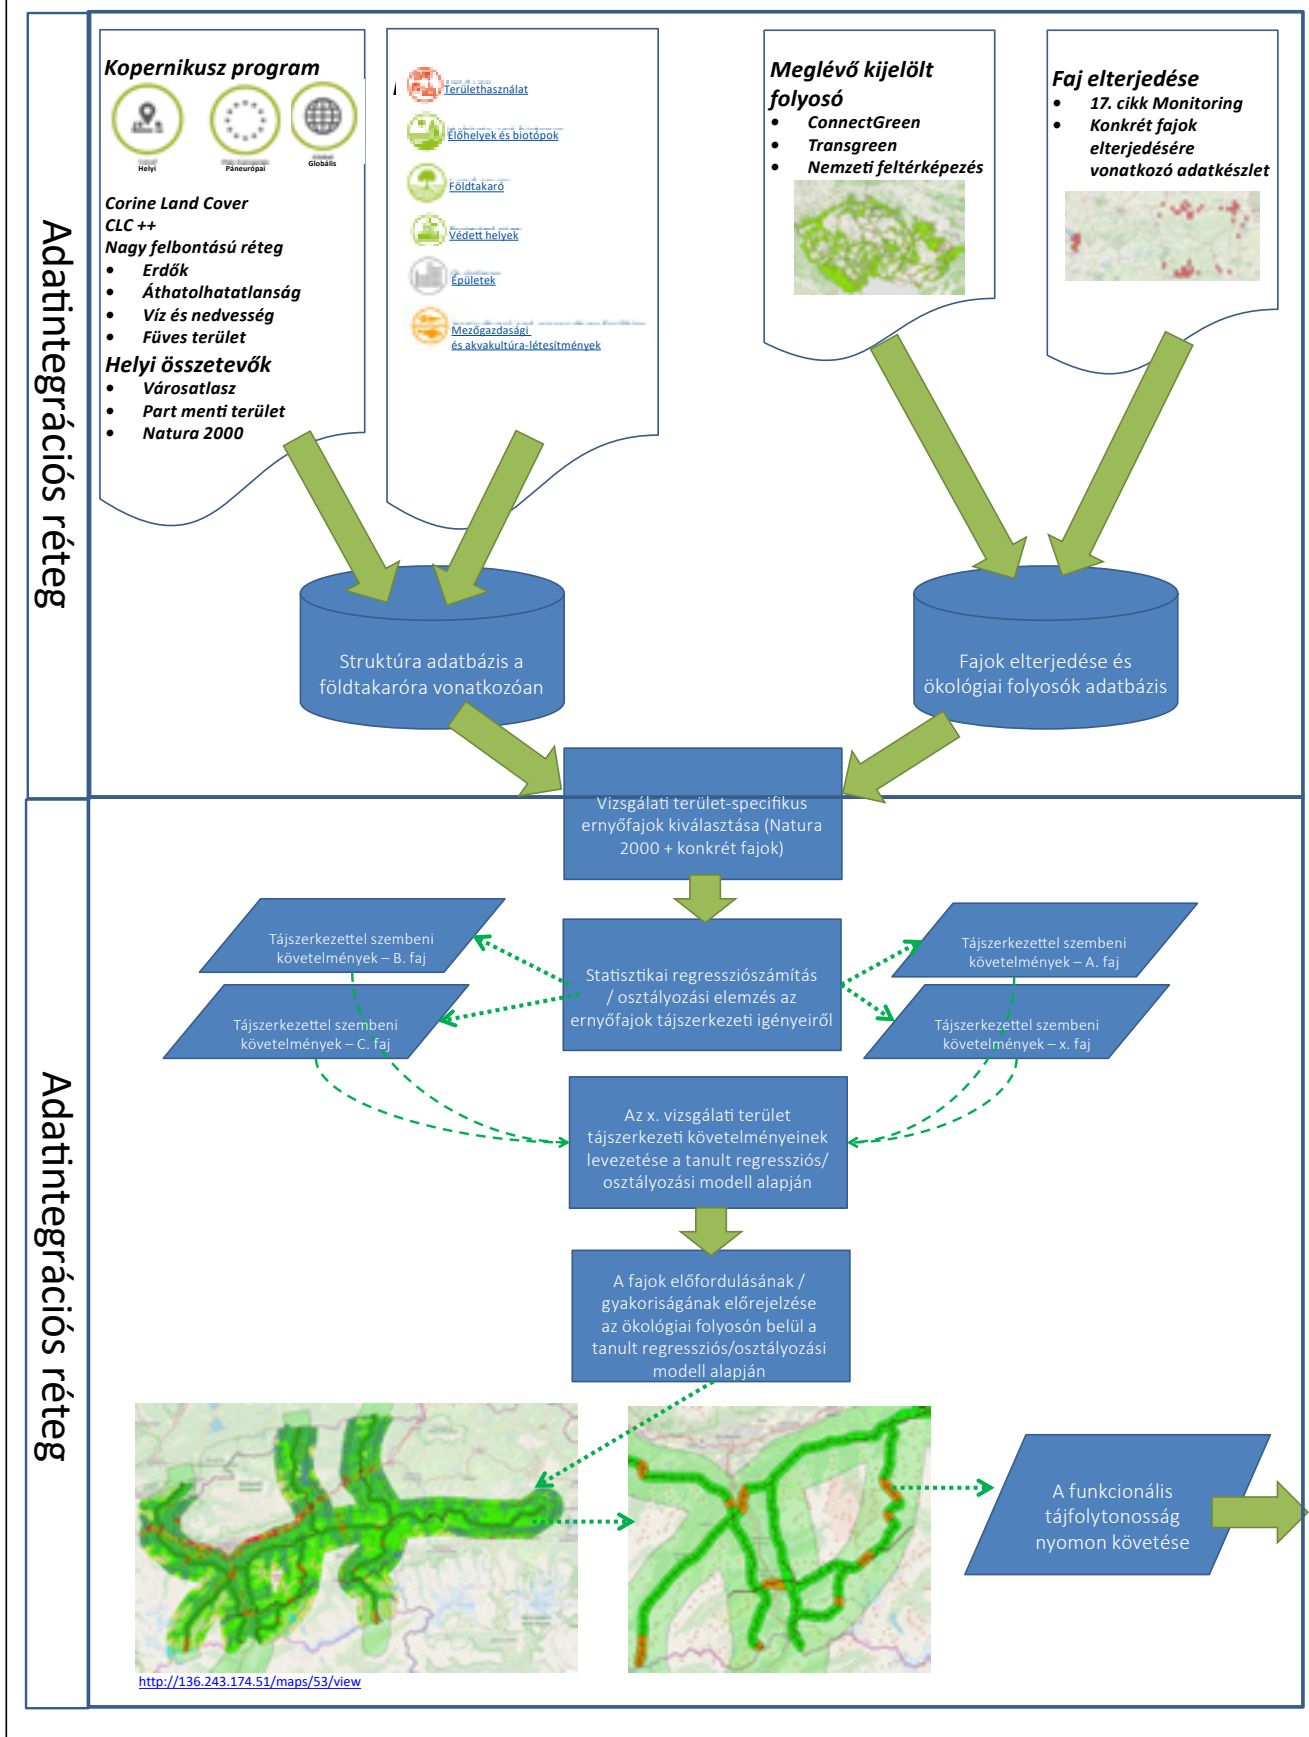 Adatintegrációs réteg
Kopernikusz program
Helyi
Páneurópai
Globális
Corine Land Cover
CLC ++
Nagy felbontású réteg
• Erdők
• Áthatolhatatlanság
• Víz és nedvesség
• Füves terület
Helyi összetevők
• Városatlasz
• Part menti terület
• Natura 2000
Területhasználat
Élőhelyek és biotópok
Földtakaró
Védett helyek
Épületek
Mezőgazdasági
és akvakultúra-létesítmények
Meglévő kijelölt
folyosó
• ConnectGreen
• Transgreen
• Nemzeti feltérképezés
Faj elterjedése
• 17. cikk Monitoring
• Konkrét fajok
elterjedésére
vonatkozó adatkészlet
Struktúra adatbázis a
földtakaróra vonatkozóan
Fajok elterjedése és
ökológiai folyosók adatbázis
Adatintegrációs réteg
Vizsgálati terület-specifikus
ernyőfajok kiválasztása (Natura
2000 + konkrét fajok)
Tájszerkezettel szembeni
követelmények – B. faj
Tájszerkezettel szembeni
követelmények – C. faj
Statisztikai regressziószámítás
/ osztályozási elemzés az
ernyőfajok tájszerkezeti igényeiről
Tájszerkezettel szembeni
követelmények – A. faj
Tájszerkezettel szembeni
követelmények – x. faj
Az x. vizsgálati terület
tájszerkezeti követelményeinek
levezetése a tanult regressziós/
osztályozási modell alapján
A fajok előfordulásának /
gyakoriságának előrejelzése
az ökológiai folyosón belül a
tanult regressziós/osztályozási
modell alapján
A funkcionális
tájfolytonosság
nyomon követése
http://136.243.174.51/maps/53/view